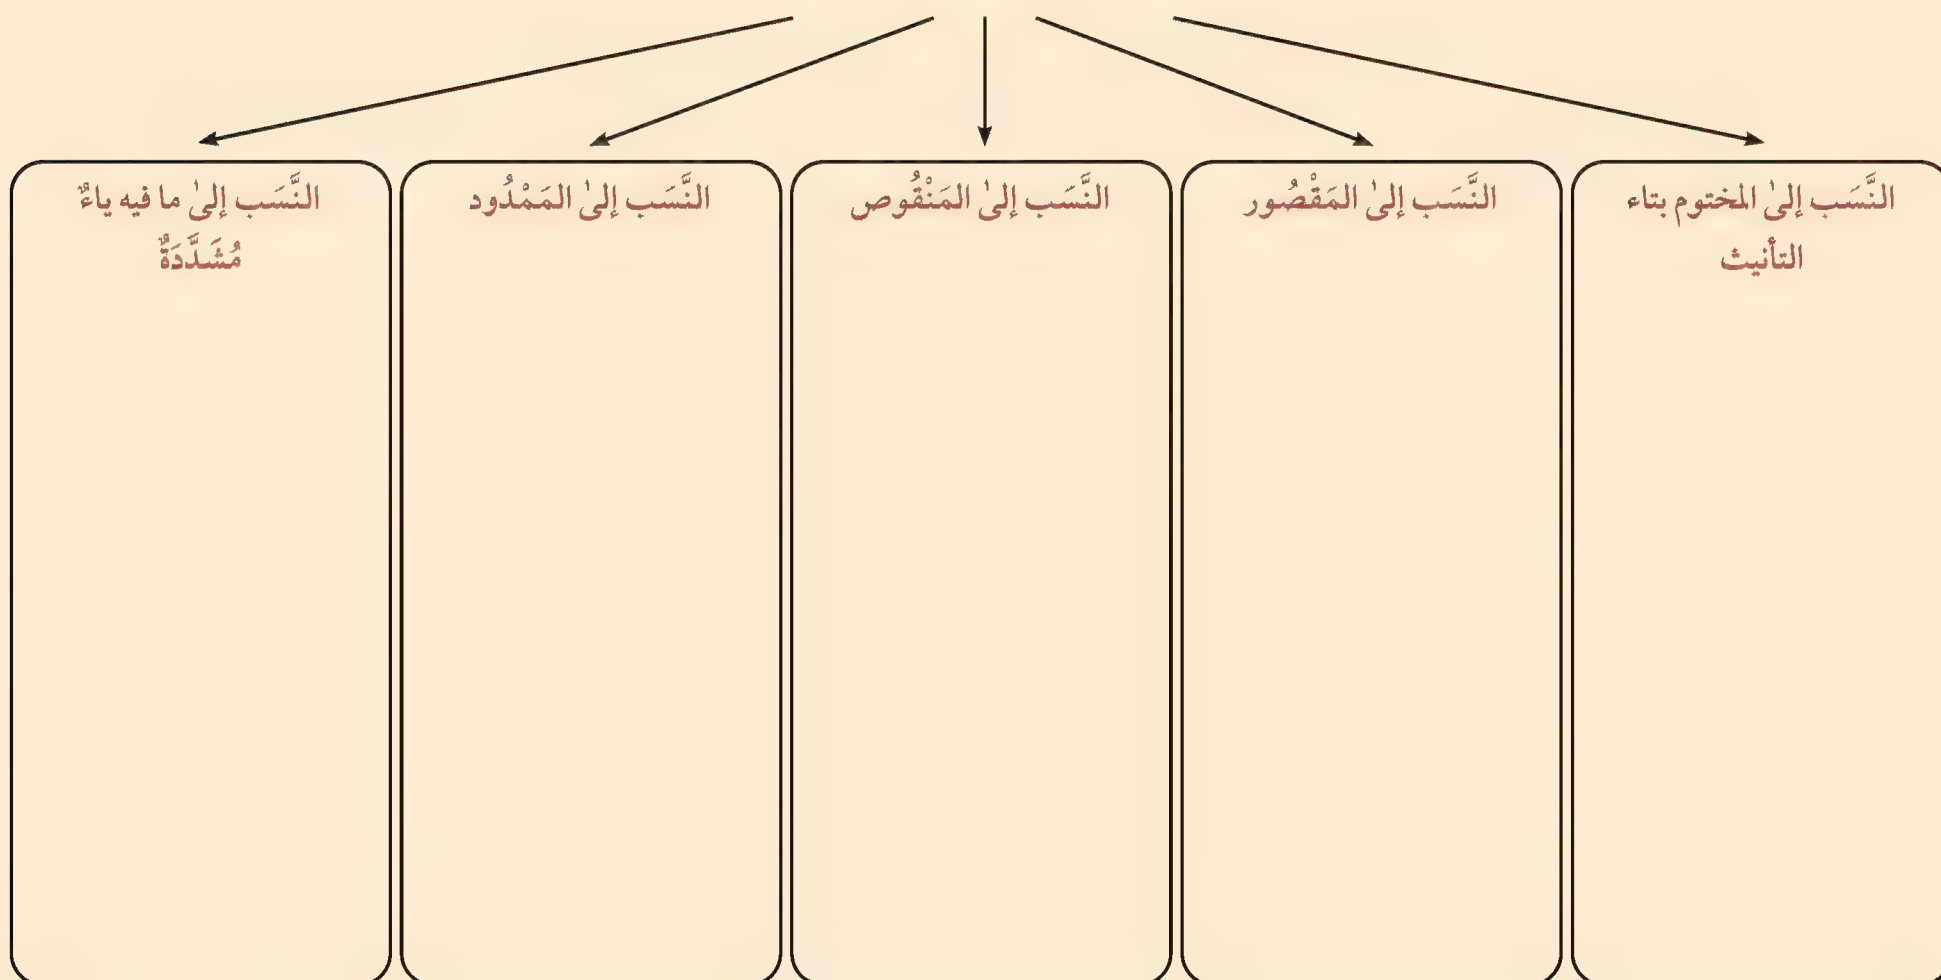 النَّسَب إلىٰ المختوم بتاء
التأنيث
النَّسَب إلىٰ المَقْصُور
النَّسَب إلىٰ المَنْقُوص
النَّسَب إلىٰ المَمْدُود
النَّسَب إلىٰ ما فيه ياءٌ
مُشَدَّدَةٌ